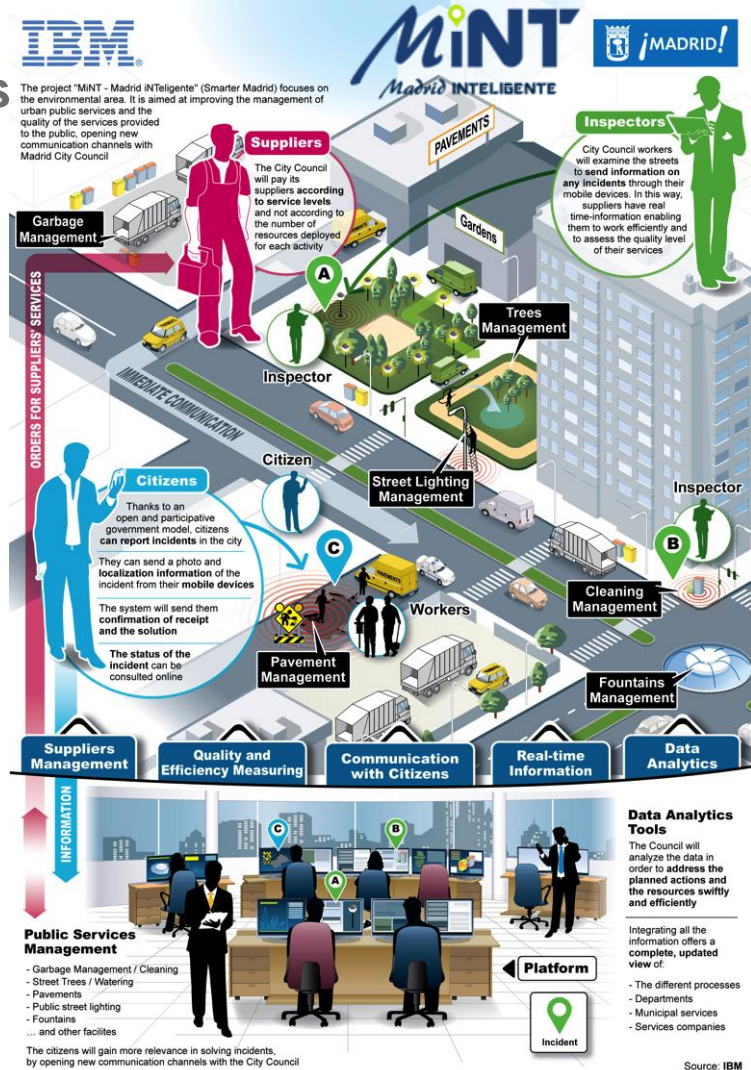 IBM®
MiNT
Madrid INTELIGENTE
¡MADRID!
s
The project "MiNT - Madrid iNTeligente" (Smarter Madrid) focuses on
the environmental area. It is aimed at improving the management of
urban public services and the
quality of the services provided
to the public, opening new
communication channels with
Madrid City Council
Suppliers
The City Council
will pay its
suppliers according
to service levels
and not according to
the number of
resources deployed
for each activity
PAVEMENTS
Inspectors
City Council workers
will examine the streets
to send information on
any incidents through their
mobile devices. In this way,
suppliers have real
time-information enabling
them to work efficiently and
to assess the quality level
of their services
Garbage
Management
Gardens
A
Trees
Management
Inspector
ORDERS FOR SUPPLIERS' SERVICES
IMMEDIATE COMMUNICATION
Citizens
Thanks to an
open and participative
government model, citizens
can report incidents in the city
They can send a photo and
localization information of the
incident from their mobile devices
The system will send them
confirmation of receipt
and the solution
The status of the
incident can be
consulted online
Citizen
Street Lighting
Management
Inspector
C
B
PAVEMENTS
Cleaning
Management
Workers
Pavement
Management
Fountains
Management
Suppliers
Management
Quality and
Efficiency Measuring
Communication
with Citizens
Real-time
Information
Data
Analytics
INFORMATION
C
B
A
Data Analytics
Tools
The Council will
analyze the data in
order to address the
planned actions and
the resources swiftly
and efficiently
Integrating all the
information offers a
complete, updated
view of:
- The different processes
- Departments
- Municipal services
- Services companies
Public Services
Management
- Garbage Management / Cleaning
- Street Trees / Watering
- Pavements
- Public street lighting
- Fountains
... and other facilites
Platform
Incident
The citizens will gain more relevance in solving incidents,
by opening new communication channels with the City Council
Source: IBM